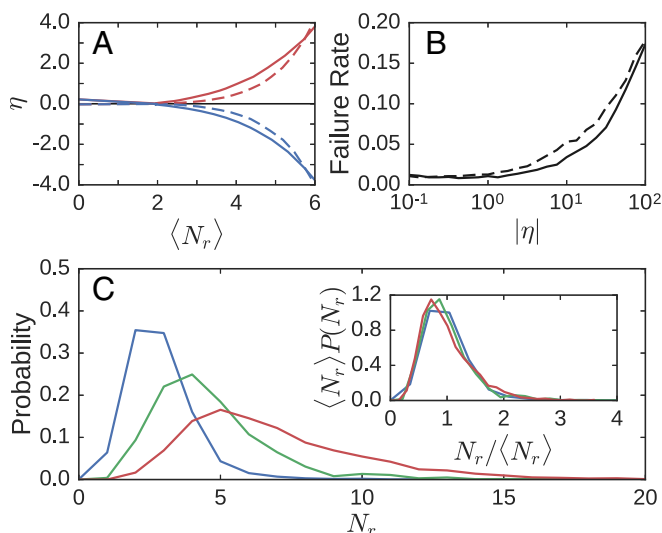 A
η
4.0
2.0
0.0
-2.0
-4.0
0 1 2 3 4 5 6
⟨N_r⟩
B
Failure Rate
0.20
0.15
0.10
0.05
0.00
10^-1 10^0 10^1 10^2
|η|
C
Probability
0.5
0.4
0.3
0.2
0.1
0.0
0 5 10 15 20
N_r
⟨N_r⟩P(N_r)
1.2
0.8
0.4
0.0
0 1 2 3 4
N_r/⟨N_r⟩